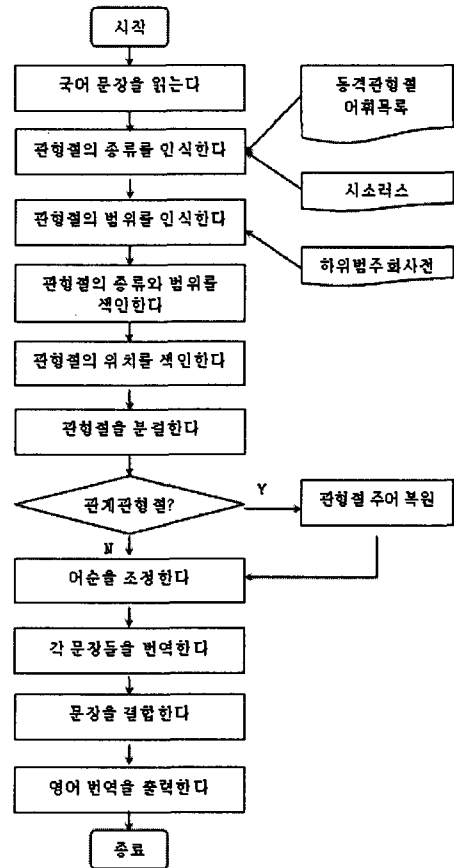 시작
국어 문장을 읽는다
동격관형절
어휘목록
관형절의 종류를 인식한다
시소러스
관형절의 범위를 인식한다
하위범주화사전
관형절의 종류와 범위를
색인한다
관형절의 위치를 색인한다
관형절을 분절한다
관계관형절?
Y
관형절 주어 복원
N
어순을 조정한다
각 문장들을 번역한다
문장을 결합한다
영어 번역을 출력한다
종료